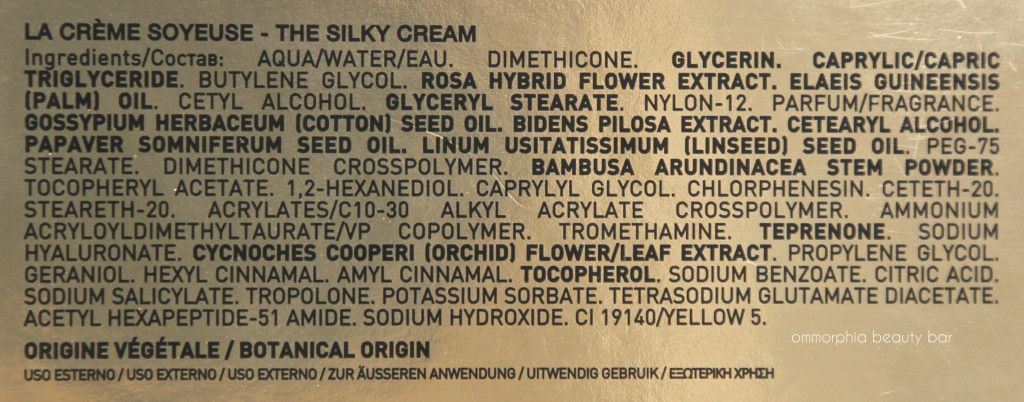 LA CRÈME SOYEUSE - THE SILKY CREAM
Ingredients/Состав: AQUA/WATER/EAU. DIMETHICONE. GLYCERIN. CAPRYLIC/CAPRIC
TRIGLYCERIDE. BUTYLENE GLYCOL. ROSA HYBRID FLOWER EXTRACT. ELAEIS GUINEENSIS
(PALM) OIL. CETYL ALCOHOL. GLYCERYL STEARATE. NYLON-12. PARFUM/FRAGRANCE.
GOSSYPIUM HERBACEUM (COTTON) SEED OIL. BIDENS PILOSA EXTRACT. CETEARYL ALCOHOL.
PAPAVER SOMNIFERUM SEED OIL. LINUM USITATISSIMUM (LINSEED) SEED OIL. PEG-75
STEARATE. DIMETHICONE CROSSPOLYMER. BAMBUSA ARUNDINACEA STEM POWDER.
TOCOPHERYL ACETATE. 1,2-HEXANEDIOL. CAPRYLYL GLYCOL. CHLORPHENESIN. CETETH-20.
STEARETH-20. ACRYLATES/C10-30 ALKYL ACRYLATE CROSSPOLYMER. AMMONIUM
ACRYLOYLDIMETHYLTAURATE/VP COPOLYMER. TROMETHAMINE. TEPRENONE. SODIUM
HYALURONATE. CYCNOCHES COOPERI (ORCHID) FLOWER/LEAF EXTRACT. PROPYLENE GLYCOL.
GERANIOL. HEXYL CINNAMAL. AMYL CINNAMAL. TOCOPHEROL. SODIUM BENZOATE. CITRIC ACID.
SODIUM SALICYLATE. TROPOLONE. POTASSIUM SORBATE. TETRASODIUM GLUTAMATE DIACETATE.
ACETYL HEXAPEPTIDE-51 AMIDE. SODIUM HYDROXIDE. CI 19140/YELLOW 5.
ommorphia beauty bar
ORIGINE VÉGÉTALE / BOTANICAL ORIGIN
USO ESTERNO / USO EXTERNO / USO EXTERNO / ZUR ÄUSSEREN ANWENDUNG / UITWENDIG GEBRUIK / ΕΞΩΤΕΡΙΚΗ ΧΡΗΣΗ